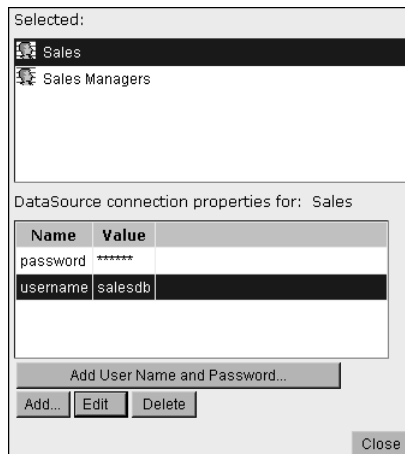 Selected:
Sales
Sales Managers
DataSource connection properties for: Sales
Name Value
password ******
username salesdb
Add User Name and Password...
Add... Edit Delete
Close